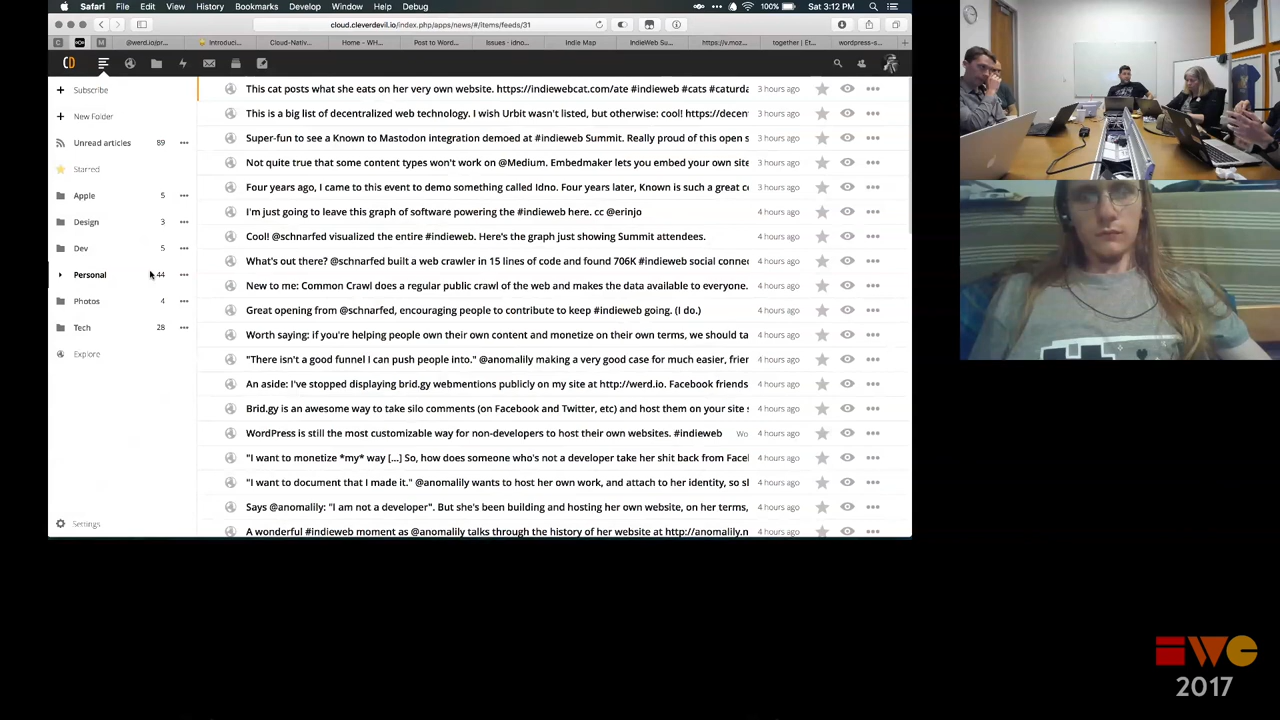 Safari File Edit View History Bookmarks Develop Window Help Debug 100% Sat 3:12 PM
cloud.cleverdevil.io/index.php/apps/news/#/items/feeds/31
@werd.io/pr... Introduci... Cloud-Nativ... Home - WH... Post to Word... Issues · Idno... Indie Map IndieWeb Su... https://v.moz... together | Et... wordpress-s...
CD
Subscribe
New Folder
Unread articles 89
Starred
Apple 5
Design 3
Dev 5
Personal 44
Photos 4
Tech 28
Explore
Settings
This cat posts what she eats on her very own website. https://indiewebcat.com/ate #indieweb #cats #caturda 3 hours ago
This is a big list of decentralized web technology. I wish Urbit wasn't listed, but otherwise: cool! https://decen 3 hours ago
Super-fun to see a Known to Mastodon integration demoed at #indieweb Summit. Really proud of this open s 3 hours ago
Not quite true that some content types won't work on @Medium. Embedmaker lets you embed your own site 3 hours ago
Four years ago, I came to this event to demo something called Idno. Four years later, Known is such a great c 3 hours ago
I'm just going to leave this graph of software powering the #indieweb here. cc @erinjo 4 hours ago
Cool! @schnarfed visualized the entire #indieweb. Here's the graph just showing Summit attendees. 4 hours ago
What's out there? @schnarfed built a web crawler in 15 lines of code and found 706K #indieweb social connec 4 hours ago
New to me: Common Crawl does a regular public crawl of the web and makes the data available to everyone. 4 hours ago
Great opening from @schnarfed, encouraging people to contribute to keep #indieweb going. (I do.) 4 hours ago
Worth saying: if you're helping people own their own content and monetize on their own terms, we should ta 4 hours ago
"There isn't a good funnel I can push people into." @anomalily making a very good case for much easier, frien 4 hours ago
An aside: I've stopped displaying brid.gy webmentions publicly on my site at http://werd.io. Facebook friends 4 hours ago
Brid.gy is an awesome way to take silo comments (on Facebook and Twitter, etc) and host them on your site s 4 hours ago
WordPress is still the most customizable way for non-developers to host their own websites. #indieweb Wo 4 hours ago
"I want to monetize *my* way [...] So, how does someone who's not a developer take her shit back from Facel 4 hours ago
"I want to document that I made it." @anomalily wants to host her own work, and attach to her identity, so sl 4 hours ago
Says @anomalily: "I am not a developer". But she's been building and hosting her own website, on her terms, 4 hours ago
A wonderful #indieweb moment as @anomalily talks through the history of her website at http://anomalily.n 4 hours ago
IWC
2017